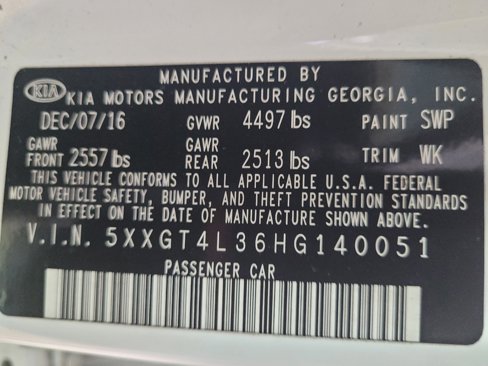 MANUFACTURED BY
KIA KIA MOTORS MANUFACTURING GEORGIA, INC.
DEC/07/16 GVWR 4497 lbs PAINT SWP
GAWR FRONT 2557 lbs GAWR REAR 2513 lbs TRIM WK
THIS VEHICLE CONFORMS TO ALL APPLICABLE U.S.A. FEDERAL
MOTOR VEHICLE SAFETY, BUMPER, AND THEFT PREVENTION STANDARDS
IN EFFECT ON THE DATE OF MANUFACTURE SHOWN ABOVE.
V.I.N. 5XXGT4L36HG140051
PASSENGER CAR